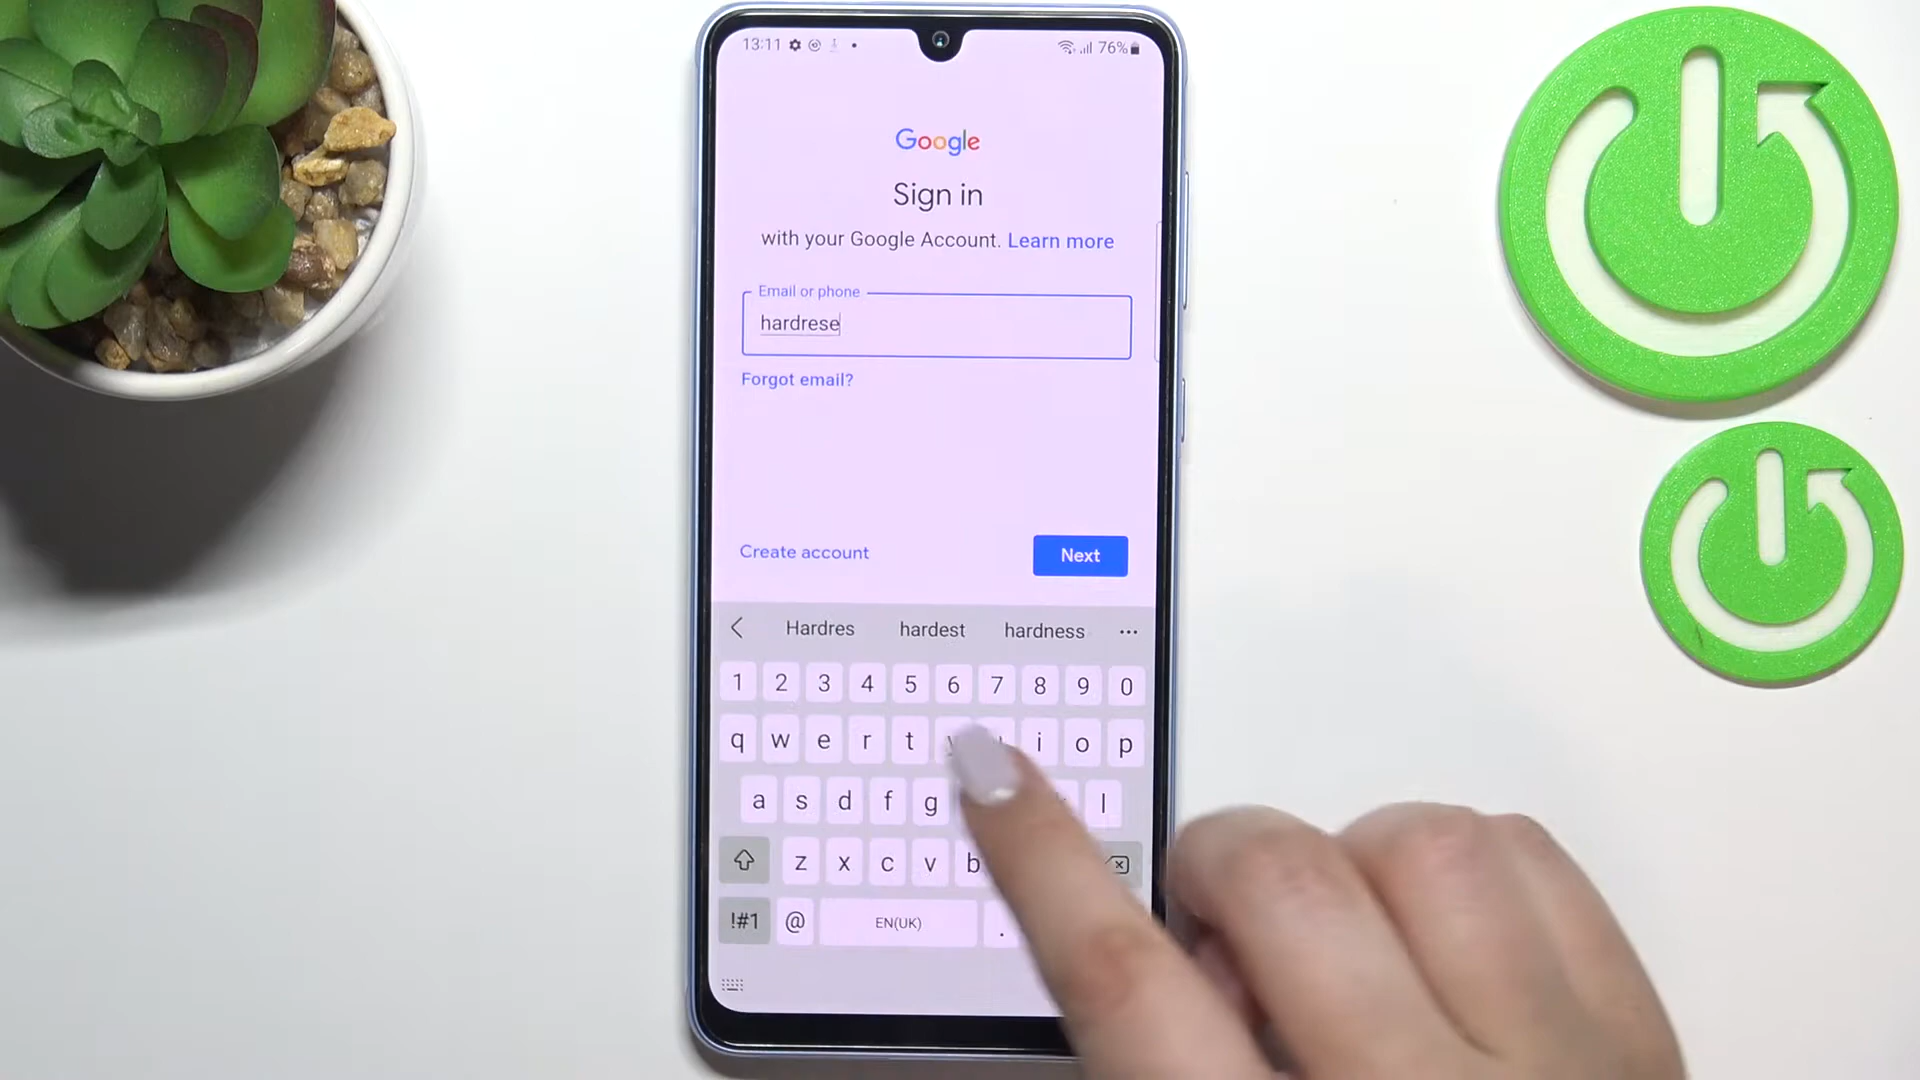 13:11
76%
Google
Sign in
with your Google Account. Learn more
Email or phone
hardrese
Forgot email?
Create account
Next
Hardres hardest hardness ...
1 2 3 4 5 6 7 8 9 0
q w e r t i o p
a s d f g l
z x c v b
!#1 @ EN(UK) .